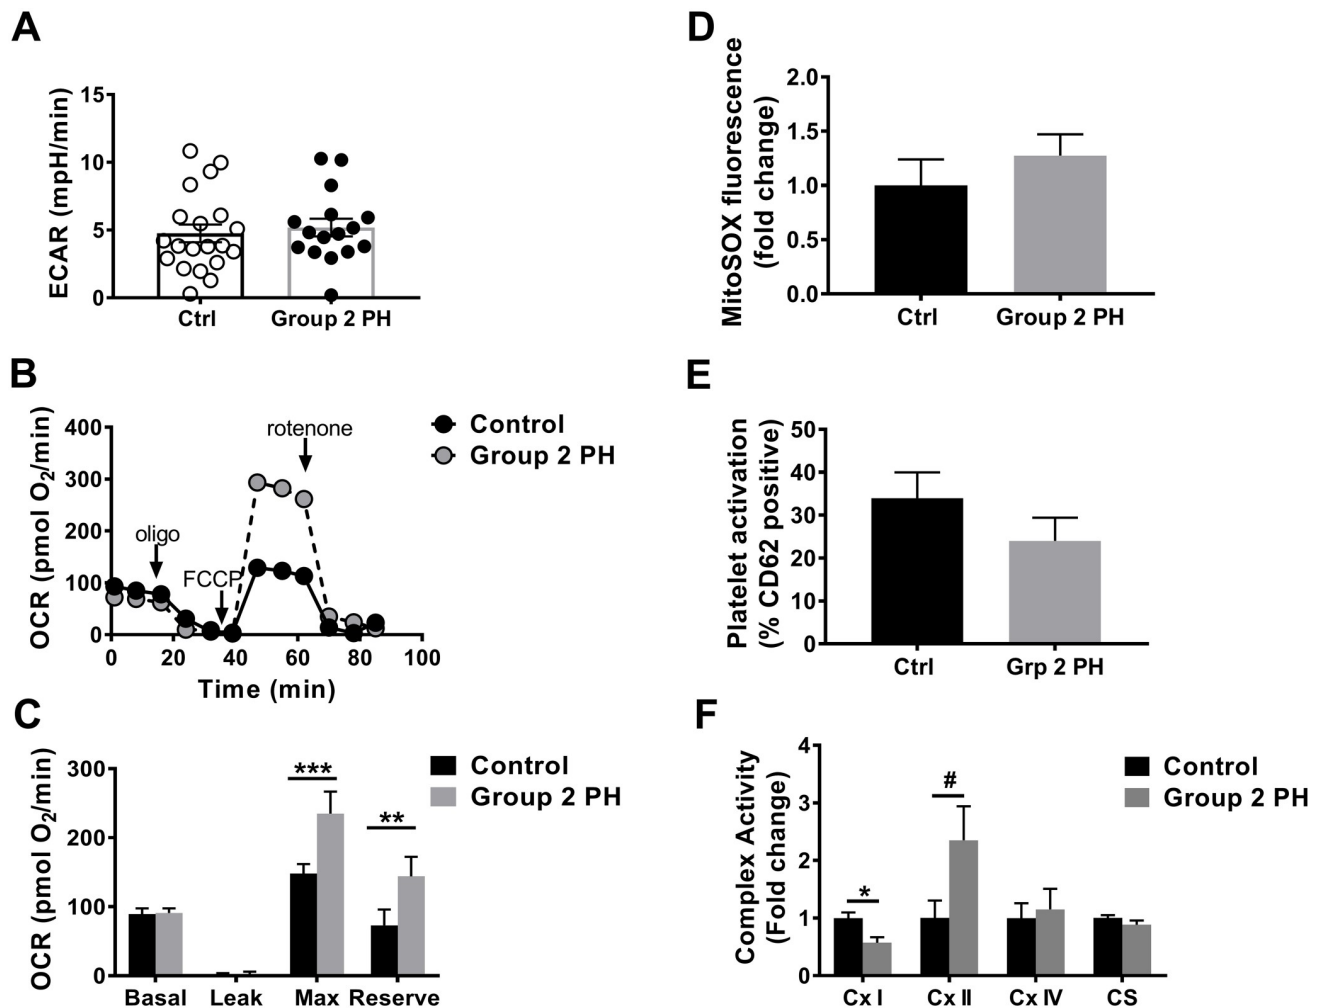 A
ECAR (mpH/min)
15
10
5
0
Ctrl
Group 2 PH
B
OCR (pmol O2/min)
400
300
200
100
0
oligo
FCCP
rotenone
Control
Group 2 PH
0 20 40 60 80 100
Time (min)
C
OCR (pmol O2/min)
300
200
100
0
***
**
Control
Group 2 PH
Basal Leak Max Reserve
D
MitoSOX fluorescence
(fold change)
2.0
1.5
1.0
0.5
0.0
Ctrl
Group 2 PH
E
Platelet activation
(% CD62 positive)
50
40
30
20
10
0
Ctrl
Grp 2 PH
F
Complex Activity
(Fold change)
4
3
2
1
0
*
#
Control
Group 2 PH
Cx I Cx II Cx IV CS